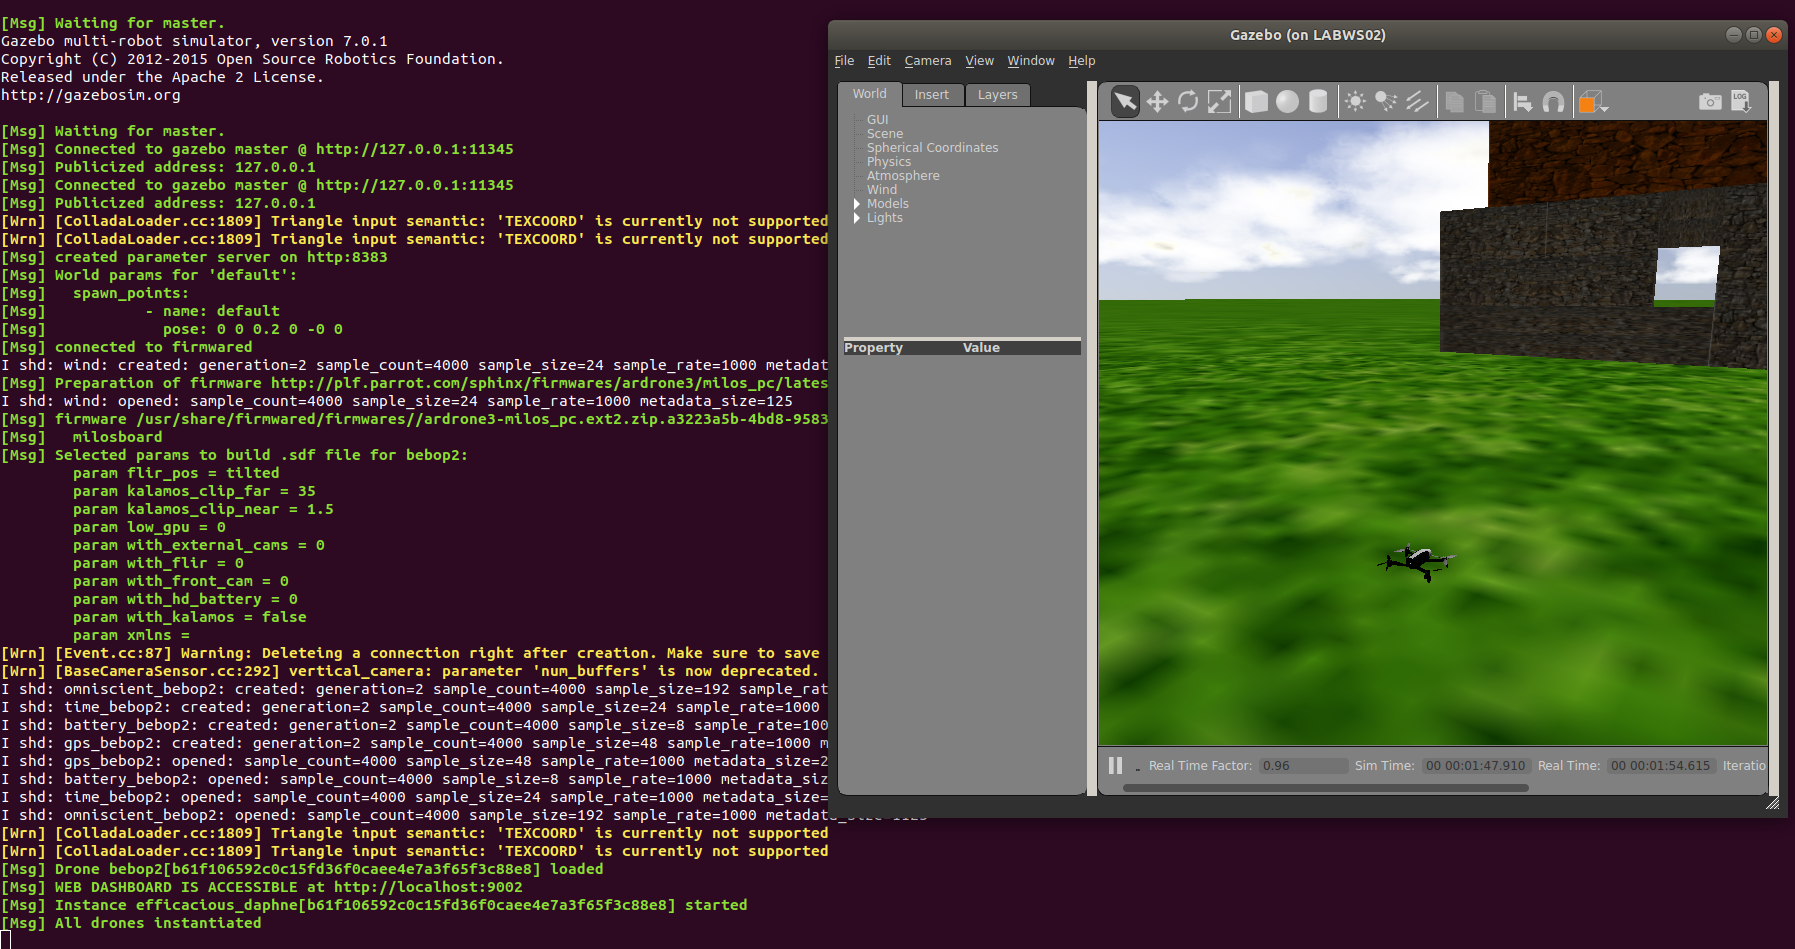 [Msg] Waiting for master.
Gazebo multi-robot simulator, version 7.0.1
Copyright (C) 2012-2015 Open Source Robotics Foundation.
Released under the Apache 2 License.
http://gazebosim.org
[Msg] Waiting for master.
[Msg] Connected to gazebo master @ http://127.0.0.1:11345
[Msg] Publicized address: 127.0.0.1
[Msg] Connected to gazebo master @ http://127.0.0.1:11345
[Msg] Publicized address: 127.0.0.1
[Wrn] [ColladaLoader.cc:1809] Triangle input semantic: 'TEXCOORD' is currently not supported
[Wrn] [ColladaLoader.cc:1809] Triangle input semantic: 'TEXCOORD' is currently not supported
[Msg] created parameter server on http:8383
[Msg] World params for 'default':
[Msg] spawn_points:
[Msg] - name: default
[Msg] pose: 0 0 0.2 0 -0 0
[Msg] connected to firmwared
I shd: wind: created: generation=2 sample_count=4000 sample_size=24 sample_rate=1000 metadat
[Msg] Preparation of firmware http://plf.parrot.com/sphinx/firmwares/ardrone3/milos_pc/lates
I shd: wind: opened: sample_count=4000 sample_size=24 sample_rate=1000 metadata_size=125
[Msg] firmware /usr/share/firmwared/firmwares//ardrone3-milos_pc.ext2.zip.a3223a5b-4bd8-9583
[Msg] milosboard
[Msg] Selected params to build .sdf file for bebop2:
param flir_pos = tilted
param kalamos_clip_far = 35
param kalamos_clip_near = 1.5
param low_gpu = 0
param with_external_cams = 0
param with_flir = 0
param with_front_cam = 0
param with_hd_battery = 0
param with_kalamos = false
param xmlns =
[Wrn] [Event.cc:87] Warning: Deleteing a connection right after creation. Make sure to save
[Wrn] [BaseCameraSensor.cc:292] vertical_camera: parameter 'num_buffers' is now deprecated.
I shd: omniscient_bebop2: created: generation=2 sample_count=4000 sample_size=192 sample_rat
I shd: time_bebop2: created: generation=2 sample_count=4000 sample_size=24 sample_rate=1000
I shd: battery_bebop2: created: generation=2 sample_count=4000 sample_size=8 sample_rate=100
I shd: gps_bebop2: created: generation=2 sample_count=4000 sample_size=48 sample_rate=1000 m
I shd: gps_bebop2: opened: sample_count=4000 sample_size=48 sample_rate=1000 metadata_size=2
I shd: battery_bebop2: opened: sample_count=4000 sample_size=8 sample_rate=1000 metadata_siz
I shd: time_bebop2: opened: sample_count=4000 sample_size=24 sample_rate=1000 metadata_size=
I shd: omniscient_bebop2: opened: sample_count=4000 sample_size=192 sample_rate=1000
[Wrn] [ColladaLoader.cc:1809] Triangle input semantic: 'TEXCOORD' is currently not supported
[Wrn] [ColladaLoader.cc:1809] Triangle input semantic: 'TEXCOORD' is currently not supported
[Msg] Drone bebop2[b61f106592c0c15fd36f0caee4e7a3f65f3c88e8] loaded
[Msg] WEB DASHBOARD IS ACCESSIBLE at http://localhost:9002
[Msg] Instance efficacious_daphne[b61f106592c0c15fd36f0caee4e7a3f65f3c88e8] started
[Msg] All drones instantiated
Gazebo (on LABWS02)
File Edit Camera View Window Help
World Insert Layers
GUI
Scene
Spherical Coordinates
Physics
Atmosphere
Wind
Models
Lights
Property Value
LOG
Real Time Factor: 0.96 Sim Time: 00 00:01:47.910 Real Time: 00 00:01:54.615 Iteratio